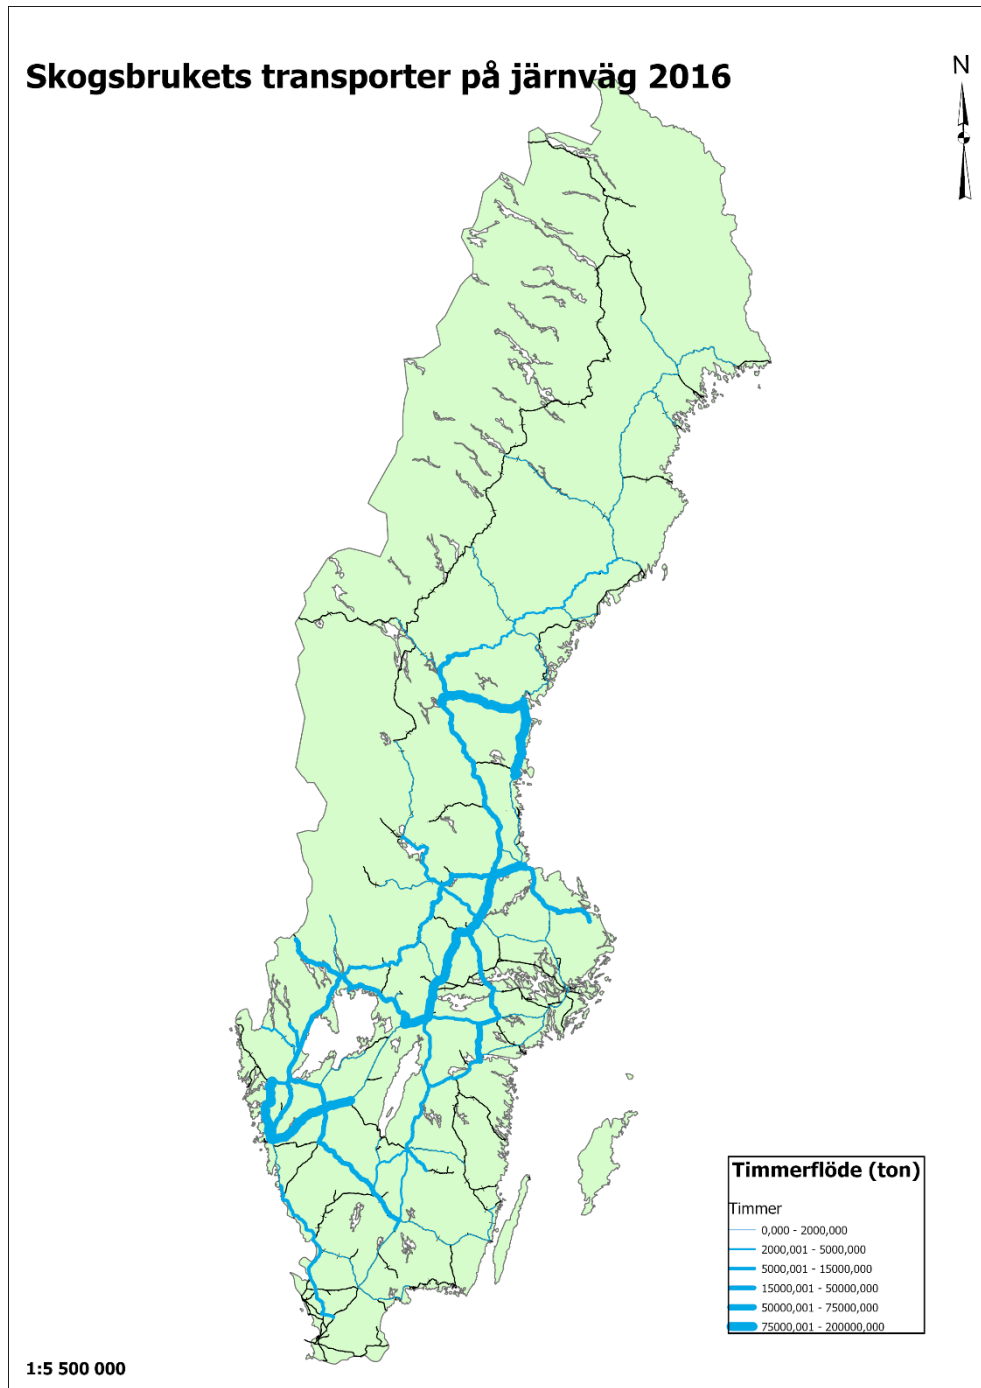 Skogsbrukets transporter på järnväg 2016
N
Timmerflöde (ton)
Timmer
0,000 - 2000,000
2000,001 - 5000,000
5000,001 - 15000,000
15000,001 - 50000,000
50000,001 - 75000,000
75000,001 - 200000,000
1:5 500 000